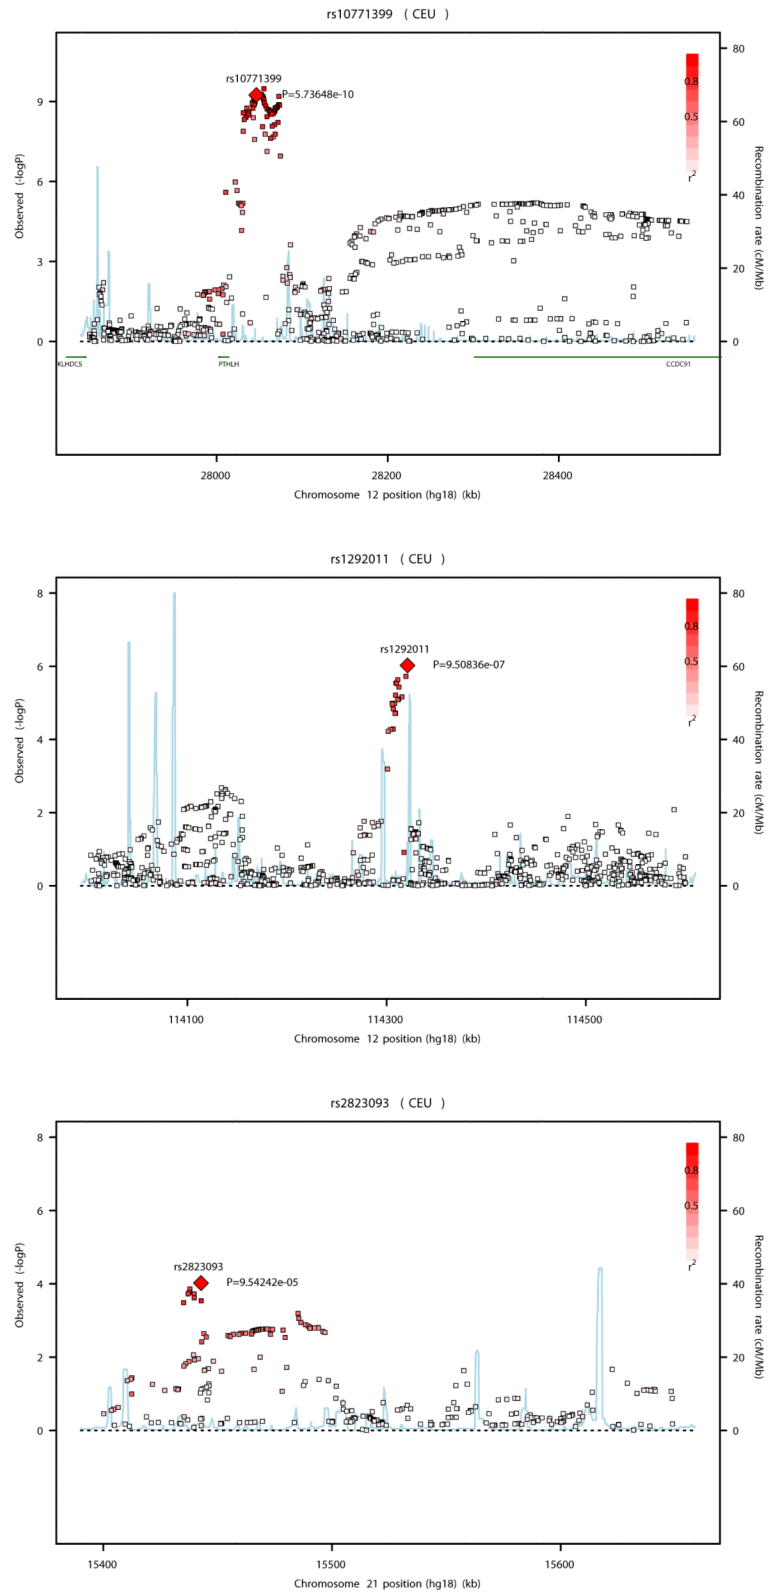 rs10771399 ( CEU )
80
rs10771399
P=5.73648e-10
0.8
9
0.5
60
6
r2
40
Observed (-logP)
Recombination rate (cM/Mb)
3
20
0
0
KLHDC5
PTHLH
CCDC91
28000
28200
28400
Chromosome 12 position (hg18) (kb)
rs1292011 ( CEU )
8
80
0.8
rs1292011
P=9.50836e-07
0.5
6
60
r2
4
40
Observed (-logP)
Recombination rate (cM/Mb)
2
20
0
0
114100
114300
114500
Chromosome 12 position (hg18) (kb)
rs2823093 ( CEU )
8
80
0.8
0.5
6
60
rs2823093
P=9.54242e-05
r2
4
40
Observed (-logP)
Recombination rate (cM/Mb)
2
20
0
0
15400
15500
15600
Chromosome 21 position (hg18) (kb)